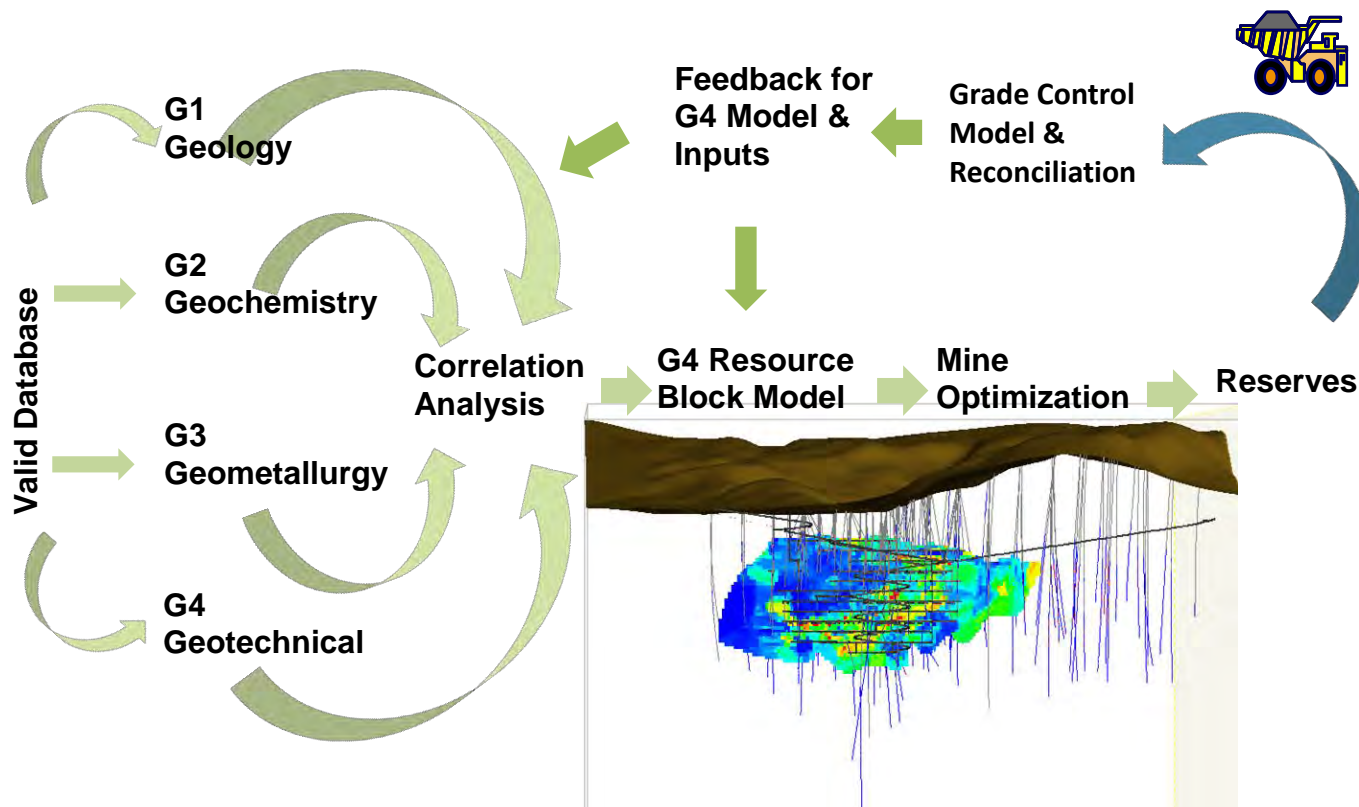 Valid Database
G1
Geology
G2
Geochemistry
G3
Geometallurgy
G4
Geotechnical
Correlation
Analysis
Feedback for
G4 Model &
Inputs
Grade Control
Model &
Reconciliation
G4 Resource
Block Model
Mine
Optimization
Reserves